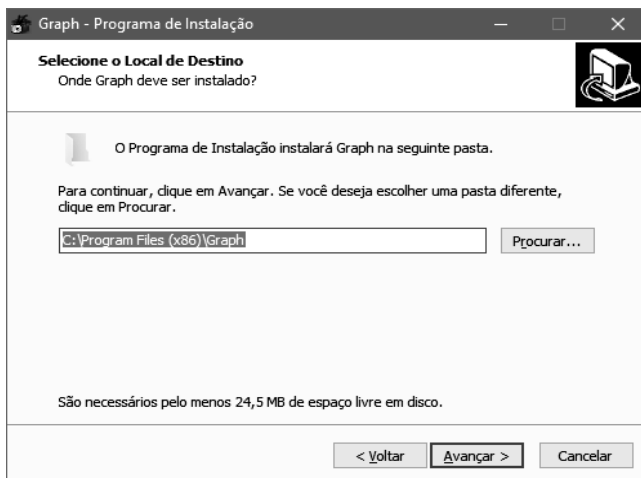 Graph - Programa de Instalação
Selecione o Local de Destino
Onde Graph deve ser instalado?
O Programa de Instalação instalará Graph na seguinte pasta.
Para continuar, clique em Avançar. Se você deseja escolher uma pasta diferente,
clique em Procurar.
C:\Program Files (x86)\Graph
Procurar...
São necessários pelo menos 24,5 MB de espaço livre em disco.
< Voltar
Avançar >
Cancelar